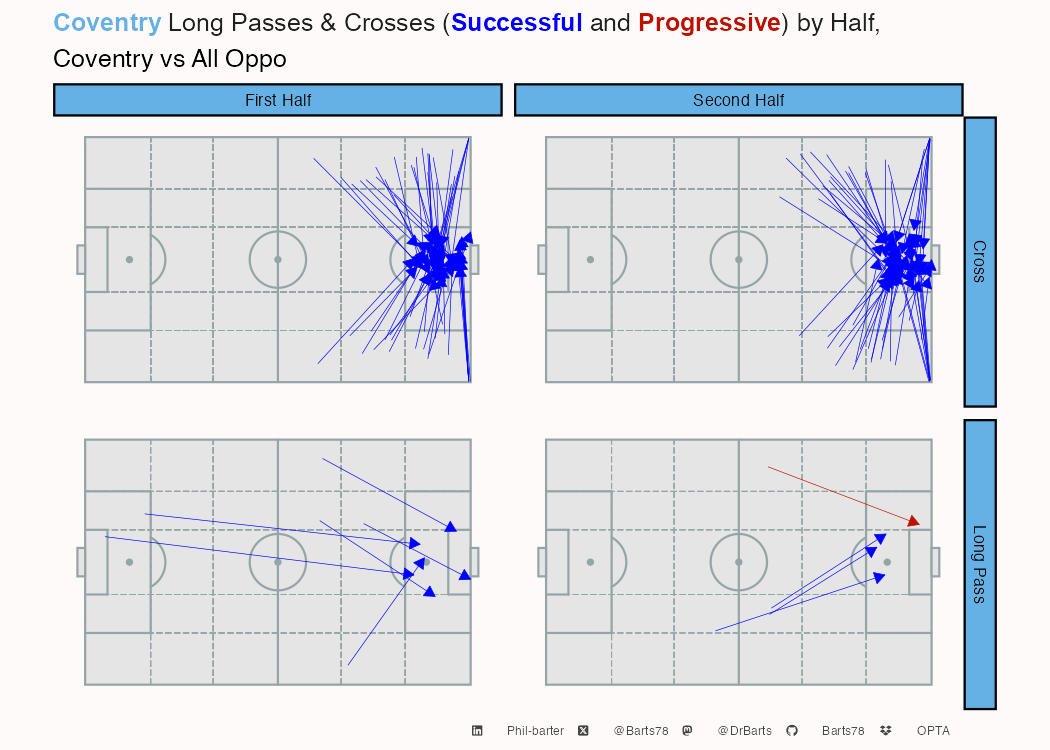 Coventry Long Passes & Crosses (Successful and Progressive) by Half,
Coventry vs All Oppo
First Half
Second Half
Cross
Long Pass
Phil-barter @Barts78 @DrBarts Barts78 OPTA